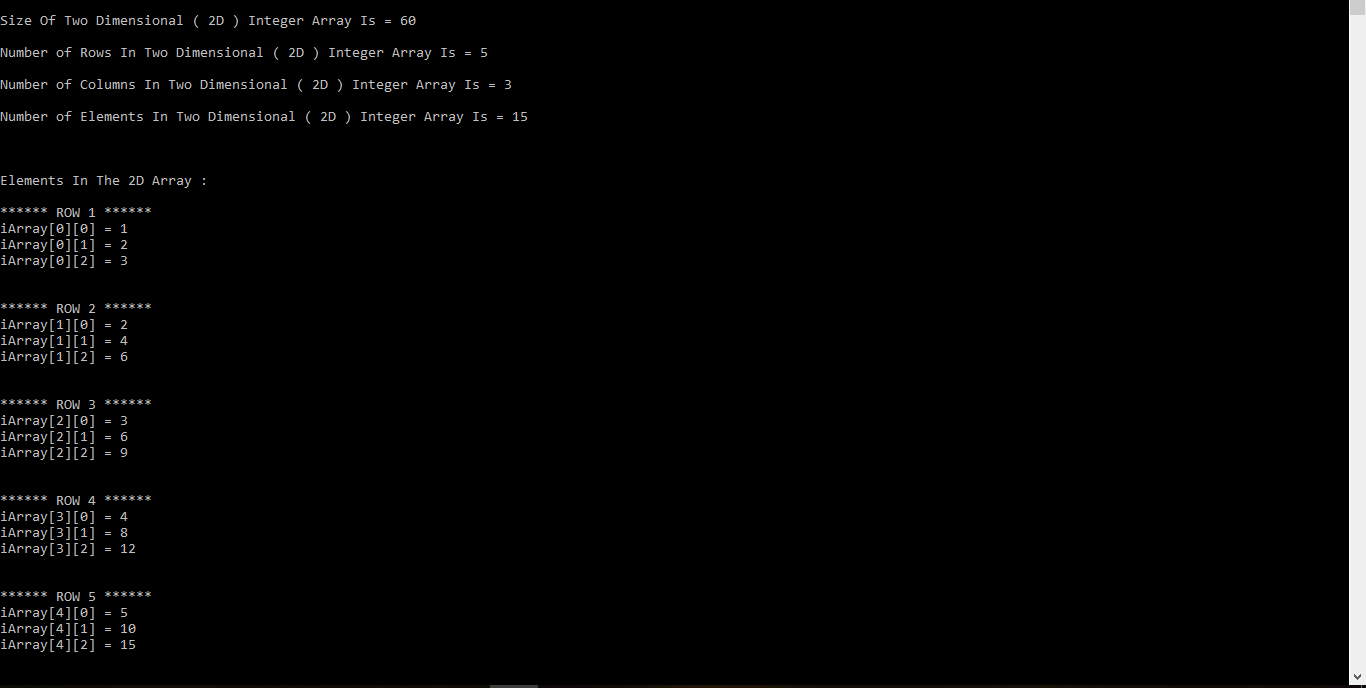 Size Of Two Dimensional ( 2D ) Integer Array Is = 60
Number of Rows In Two Dimensional ( 2D ) Integer Array Is = 5
Number of Columns In Two Dimensional ( 2D ) Integer Array Is = 3
Number of Elements In Two Dimensional ( 2D ) Integer Array Is = 15
Elements In The 2D Array :
****** ROW 1 ******
iArray[0][0] = 1
iArray[0][1] = 2
iArray[0][2] = 3
****** ROW 2 ******
iArray[1][0] = 2
iArray[1][1] = 4
iArray[1][2] = 6
****** ROW 3 ******
iArray[2][0] = 3
iArray[2][1] = 6
iArray[2][2] = 9
****** ROW 4 ******
iArray[3][0] = 4
iArray[3][1] = 8
iArray[3][2] = 12
****** ROW 5 ******
iArray[4][0] = 5
iArray[4][1] = 10
iArray[4][2] = 15